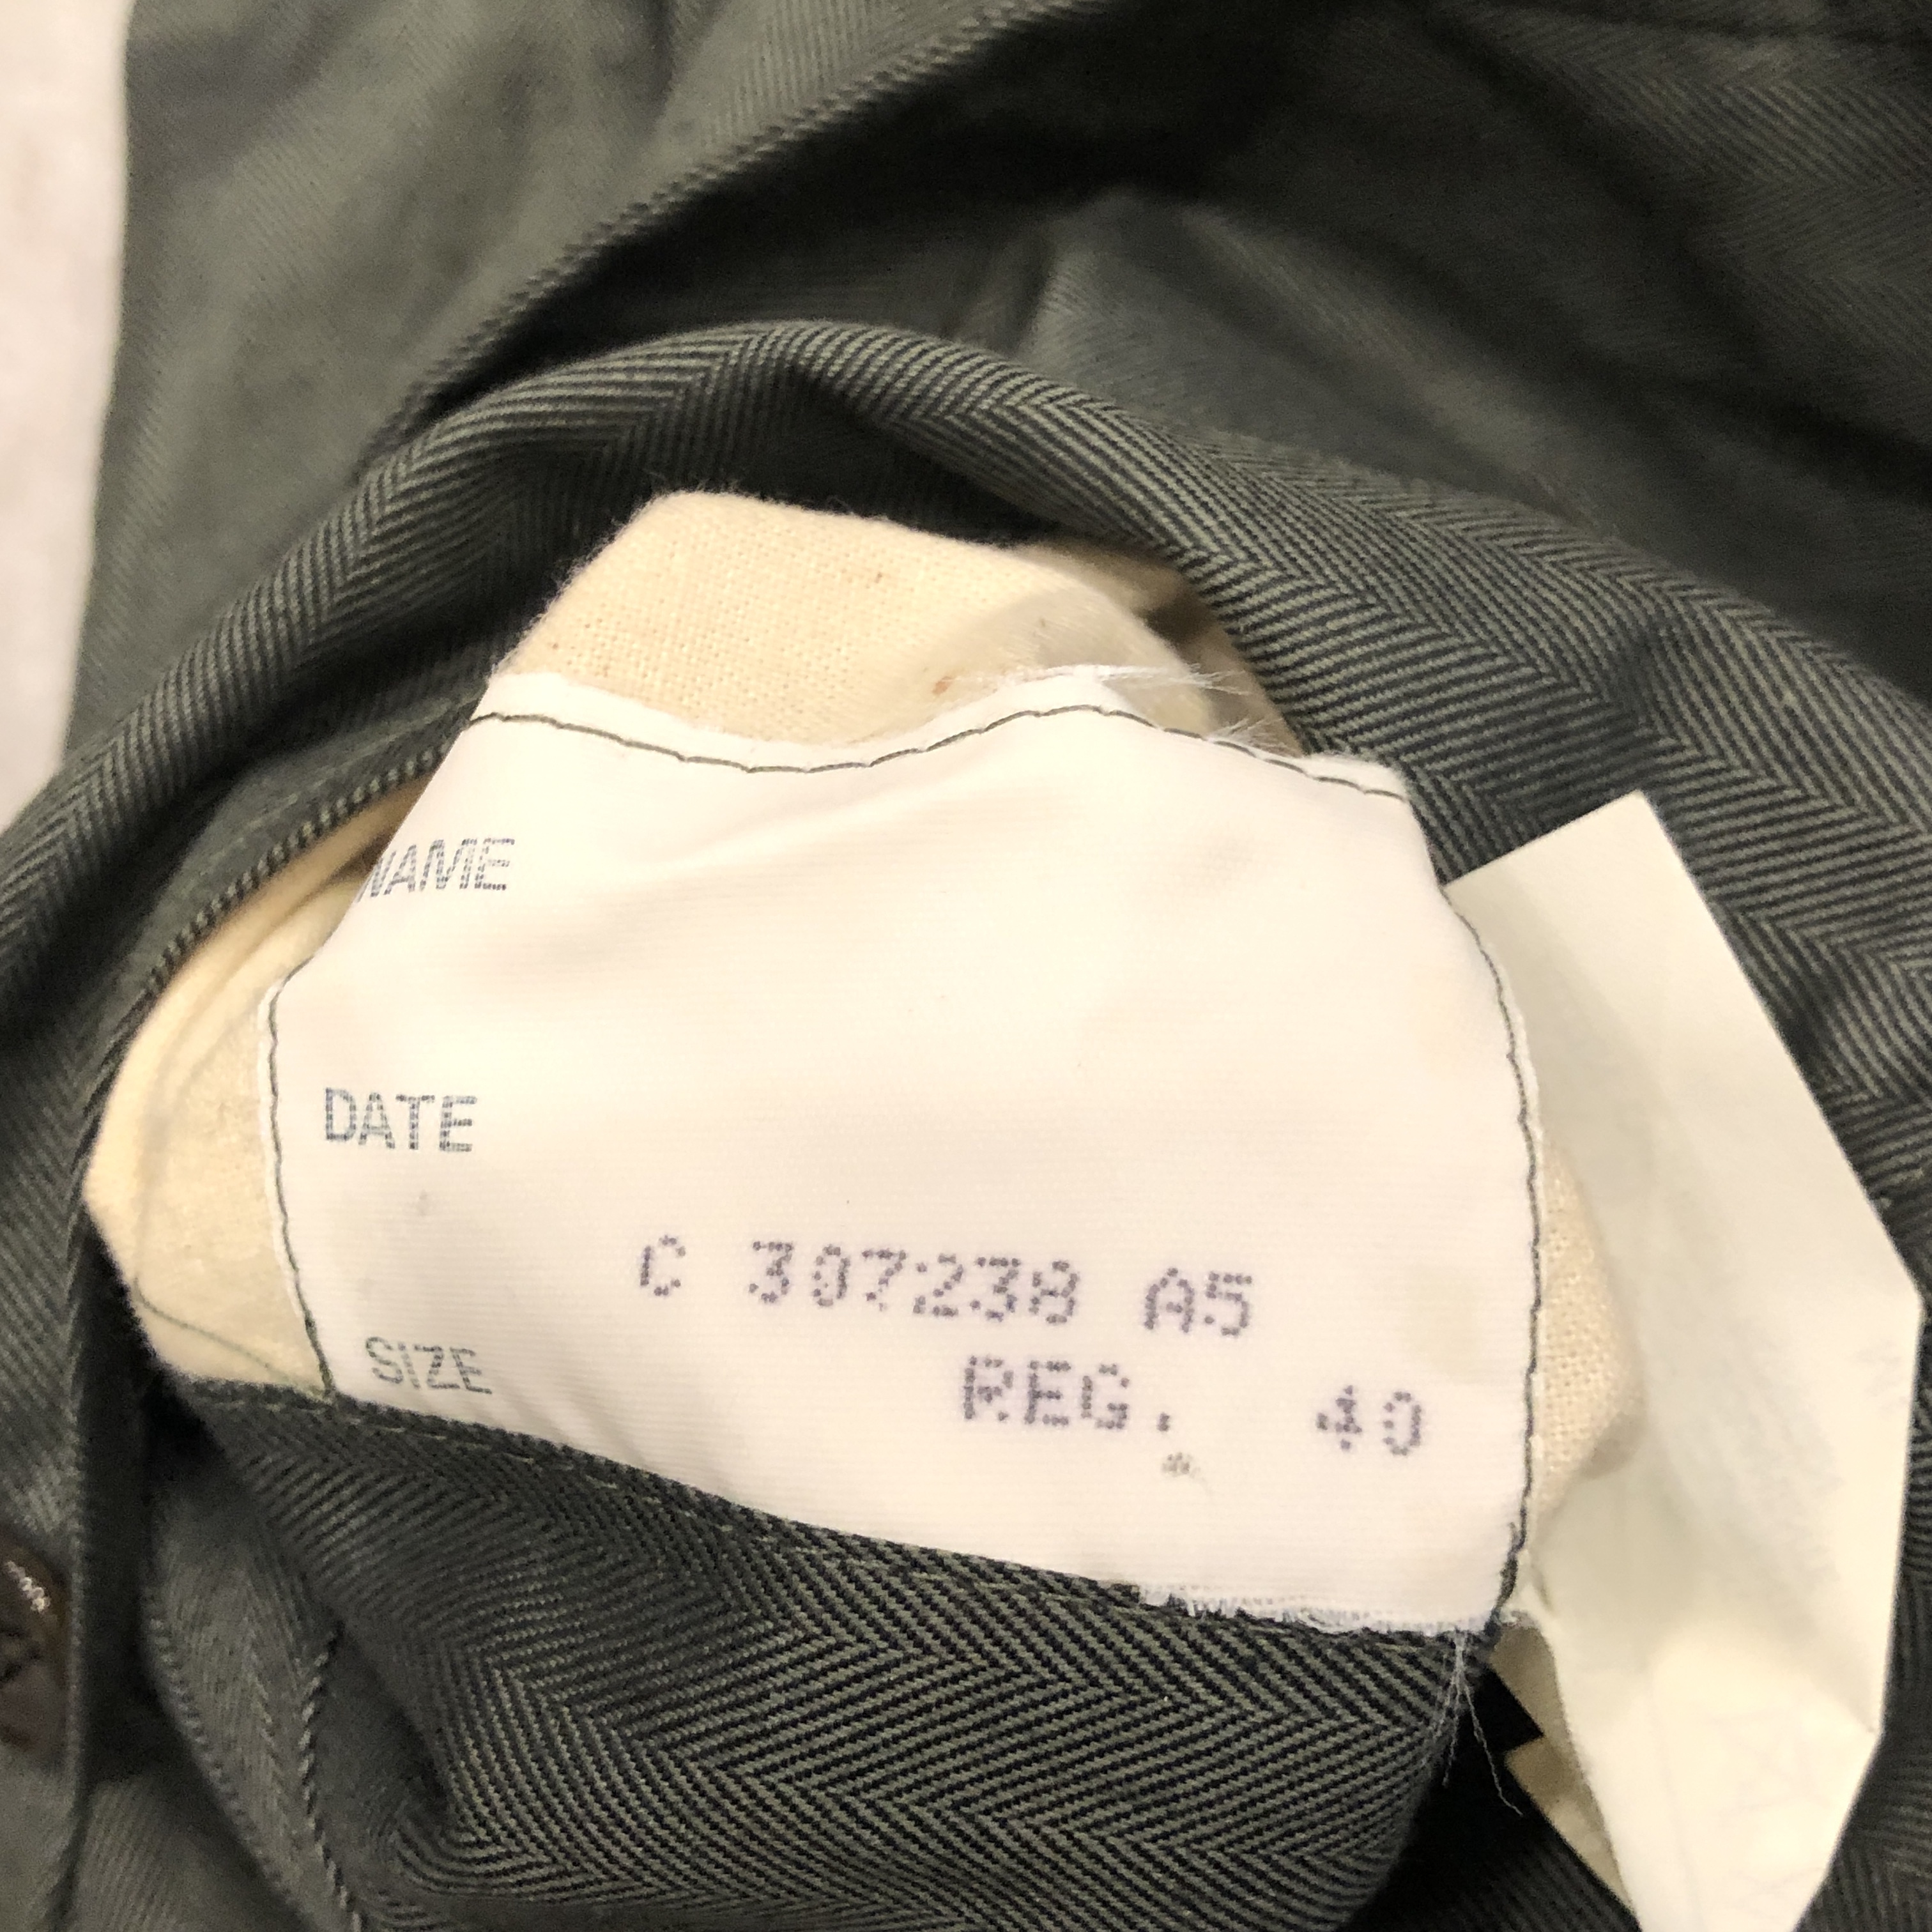 NAME
DATE
C 307238 A5
SIZE REG. 40